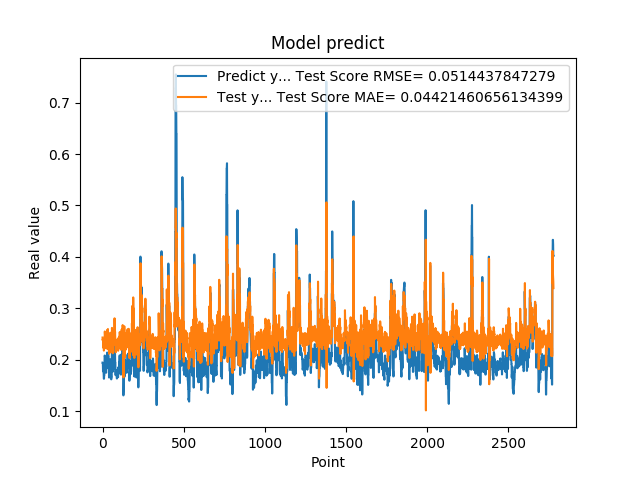 Model predict
Predict y... Test Score RMSE= 0.0514437847279
Test y... Test Score MAE= 0.04421460656134399
0.7
0.6
0.5
0.4
0.3
0.2
0.1
Real value
0 500 1000 1500 2000 2500
Point